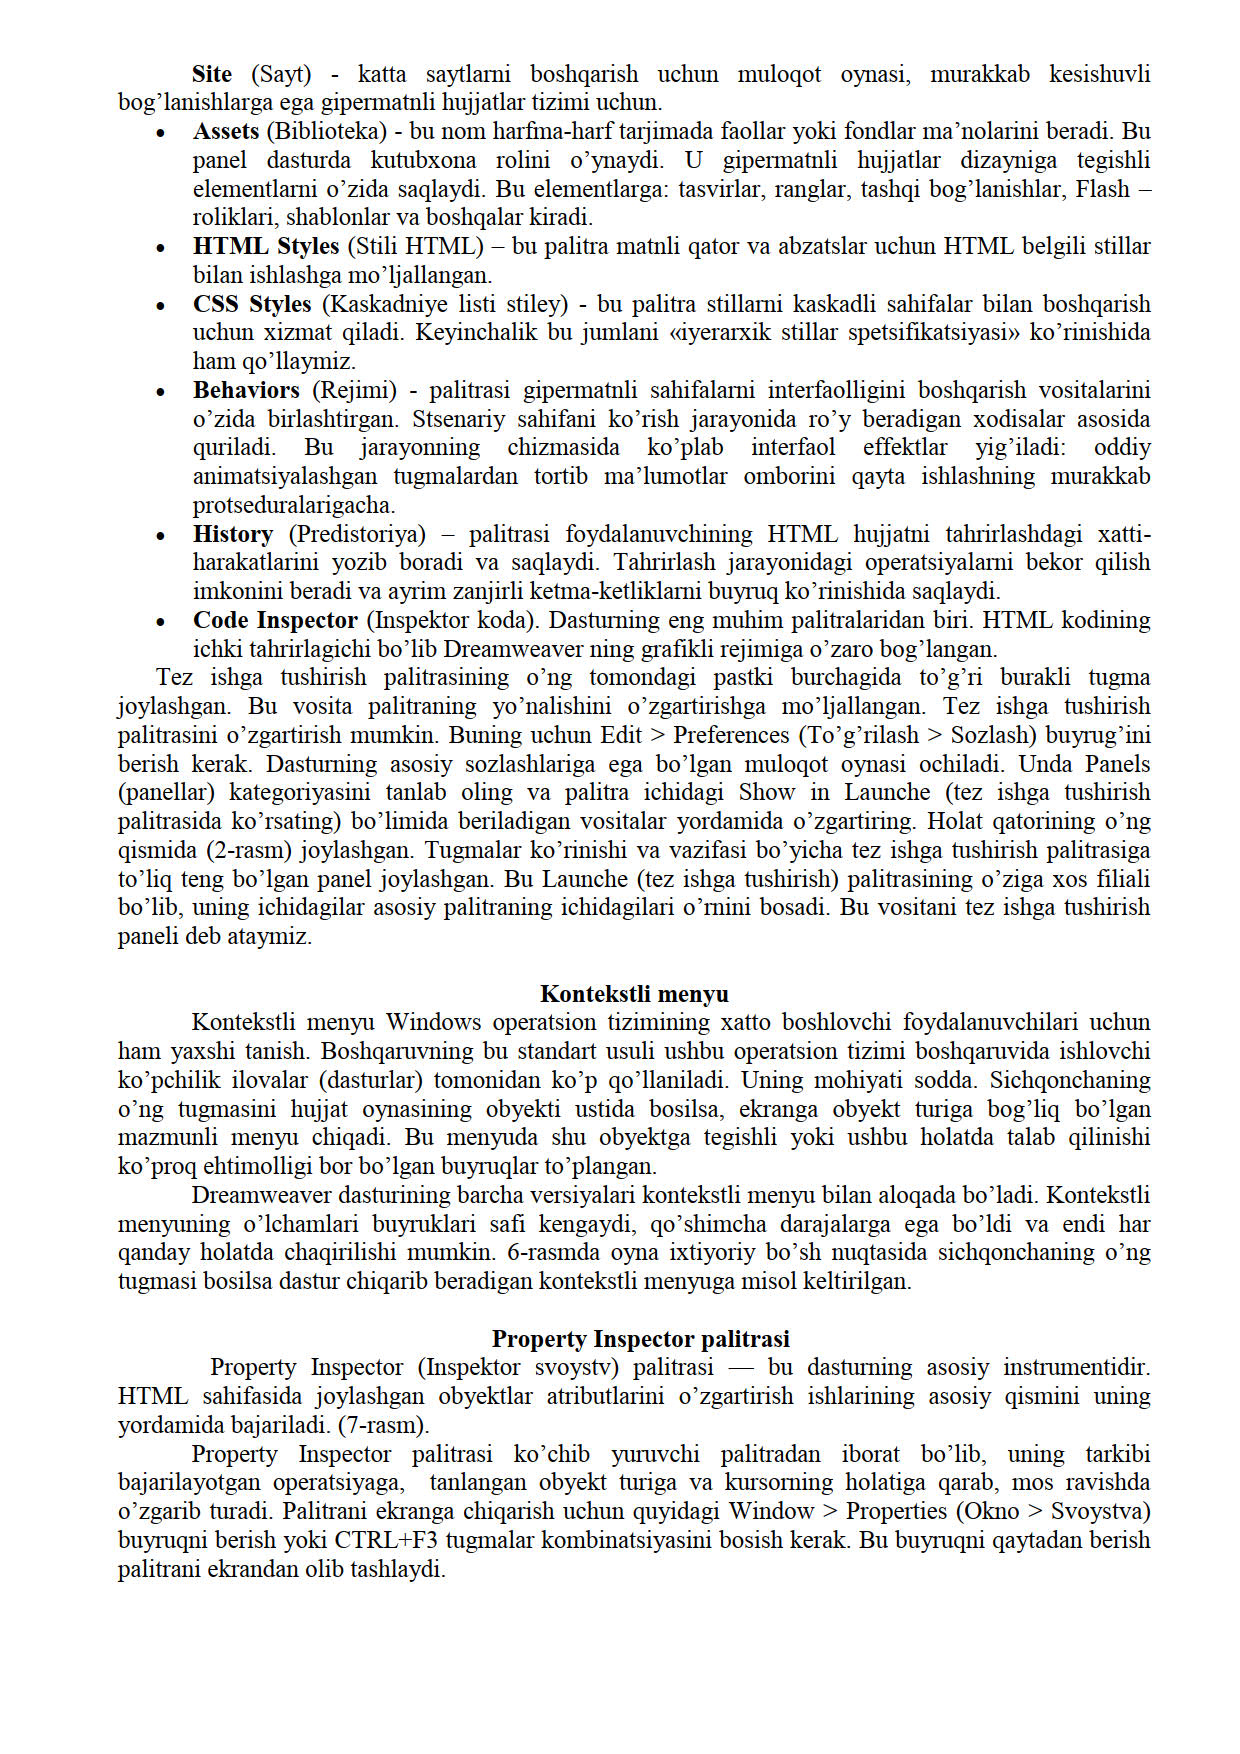 Site (Sayt) - katta saytlarni boshqarish uchun muloqot oynasi, murakkab kesishuvli
bog’lanishlarga ega gipermatnli hujjatlar tizimi uchun.
• Assets (Biblioteka) - bu nom harfma-harf tarjimada faollar yoki fondlar ma’nolarini beradi. Bu
panel dasturda kutubxona rolini o’ynaydi. U gipermatnli hujjatlar dizayniga tegishli
elementlarni o’zida saqlaydi. Bu elementlarga: tasvirlar, ranglar, tashqi bog’lanishlar, Flash –
roliklari, shablonlar va boshqalar kiradi.
• HTML Styles (Stili HTML) – bu palitra matnli qator va abzatslar uchun HTML belgili stillar
bilan ishlashga mo’ljallangan.
• CSS Styles (Kaskadniye listi stiley) - bu palitra stillarni kaskadli sahifalar bilan boshqarish
uchun xizmat qiladi. Keyinchalik bu jumlani «iyerarxik stillar spetsifikatsiyasi» ko’rinishida
ham qo’llaymiz.
• Behaviors (Rejimi) - palitrasi gipermatnli sahifalarni interfaolligini boshqarish vositalarini
o’zida birlashtirgan. Stsenariy sahifani ko’rish jarayonida ro’y beradigan xodisalar asosida
quriladi. Bu jarayonning chizmasida ko’plab interfaol effektlar yig’iladi: oddiy
animatsiyalashgan tugmalardan tortib ma’lumotlar omborini qayta ishlashning murakkab
protseduralarigacha.
• History (Predistoriya) – palitrasi foydalanuvchining HTML hujjatni tahrirlashdagi xatti-
harakatlarini yozib boradi va saqlaydi. Tahrirlash jarayonidagi operatsiyalarni bekor qilish
imkonini beradi va ayrim zanjirli ketma-ketliklarni buyruq ko’rinishida saqlaydi.
• Code Inspector (Inspektor koda). Dasturning eng muhim palitralaridan biri. HTML kodining
ichki tahrirlagichi bo’lib Dreamweaver ning grafikli rejimiga o’zaro bog’langan.
Tez ishga tushirish palitrasining o’ng tomondagi pastki burchagida to’g’ri burakli tugma
joylashgan. Bu vosita palitraning yo’nalishini o’zgartirishga mo’ljallangan. Tez ishga tushirish
palitrasini o’zgartirish mumkin. Buning uchun Edit > Preferences (To’g’rilash > Sozlash) buyrug’ini
berish kerak. Dasturning asosiy sozlashlariga ega bo’lgan muloqot oynasi ochiladi. Unda Panels
(panellar) kategoriyasini tanlab oling va palitra ichidagi Show in Launche (tez ishga tushirish
palitrasida ko’rsating) bo’limida beriladigan vositalar yordamida o’zgartiring. Holat qatorining o’ng
qismida (2-rasm) joylashgan. Tugmalar ko’rinishi va vazifasi bo’yicha tez ishga tushirish palitrasiga
to’liq teng bo’lgan panel joylashgan. Bu Launche (tez ishga tushirish) palitrasining o’ziga xos filiali
bo’lib, uning ichidagilar asosiy palitraning ichidagilari o’rnini bosadi. Bu vositani tez ishga tushirish
paneli deb ataymiz.
Kontekstli menyu
Kontekstli menyu Windows operatsion tizimining xatto boshlovchi foydalanuvchilari uchun
ham yaxshi tanish. Boshqaruvning bu standart usuli ushbu operatsion tizimi boshqaruvida ishlovchi
ko’pchilik ilovalar (dasturlar) tomonidan ko’p qo’llaniladi. Uning mohiyati sodda. Sichqonchaning
o’ng tugmasini hujjat oynasining obyekti ustida bosilsa, ekranga obyekt turiga bog’liq bo’lgan
mazmunli menyu chiqadi. Bu menyuda shu obyektga tegishli yoki ushbu holatda talab qilinishi
ko’proq ehtimolligi bor bo’lgan buyruqlar to’plangan.
Dreamweaver dasturining barcha versiyalari kontekstli menyu bilan aloqada bo’ladi. Kontekstli
menyuning o’lchamlari buyruklari safi kengaydi, qo’shimcha darajalarga ega bo’ldi va endi har
qanday holatda chaqirilishi mumkin. 6-rasmda oyna ixtiyoriy bo’sh nuqtasida sichqonchaning o’ng
tugmasi bosilsa dastur chiqarib beradigan kontekstli menyuga misol keltirilgan.
Property Inspector palitrasi
Property Inspector (Inspektor svoystv) palitrasi — bu dasturning asosiy instrumentidir.
HTML sahifasida joylashgan obyektlar atributlarini o’zgartirish ishlarining asosiy qismini uning
yordamida bajariladi. (7-rasm).
Property Inspector palitrasi ko’chib yuruvchi palitradan iborat bo’lib, uning tarkibi
bajarilayotgan operatsiyaga, tanlangan obyekt turiga va kursorning holatiga qarab, mos ravishda
o’zgarib turadi. Palitrani ekranga chiqarish uchun quyidagi Window > Properties (Okno > Svoystva)
buyruqni berish yoki CTRL+F3 tugmalar kombinatsiyasini bosish kerak. Bu buyruqni qaytadan berish
palitrani ekrandan olib tashlaydi.